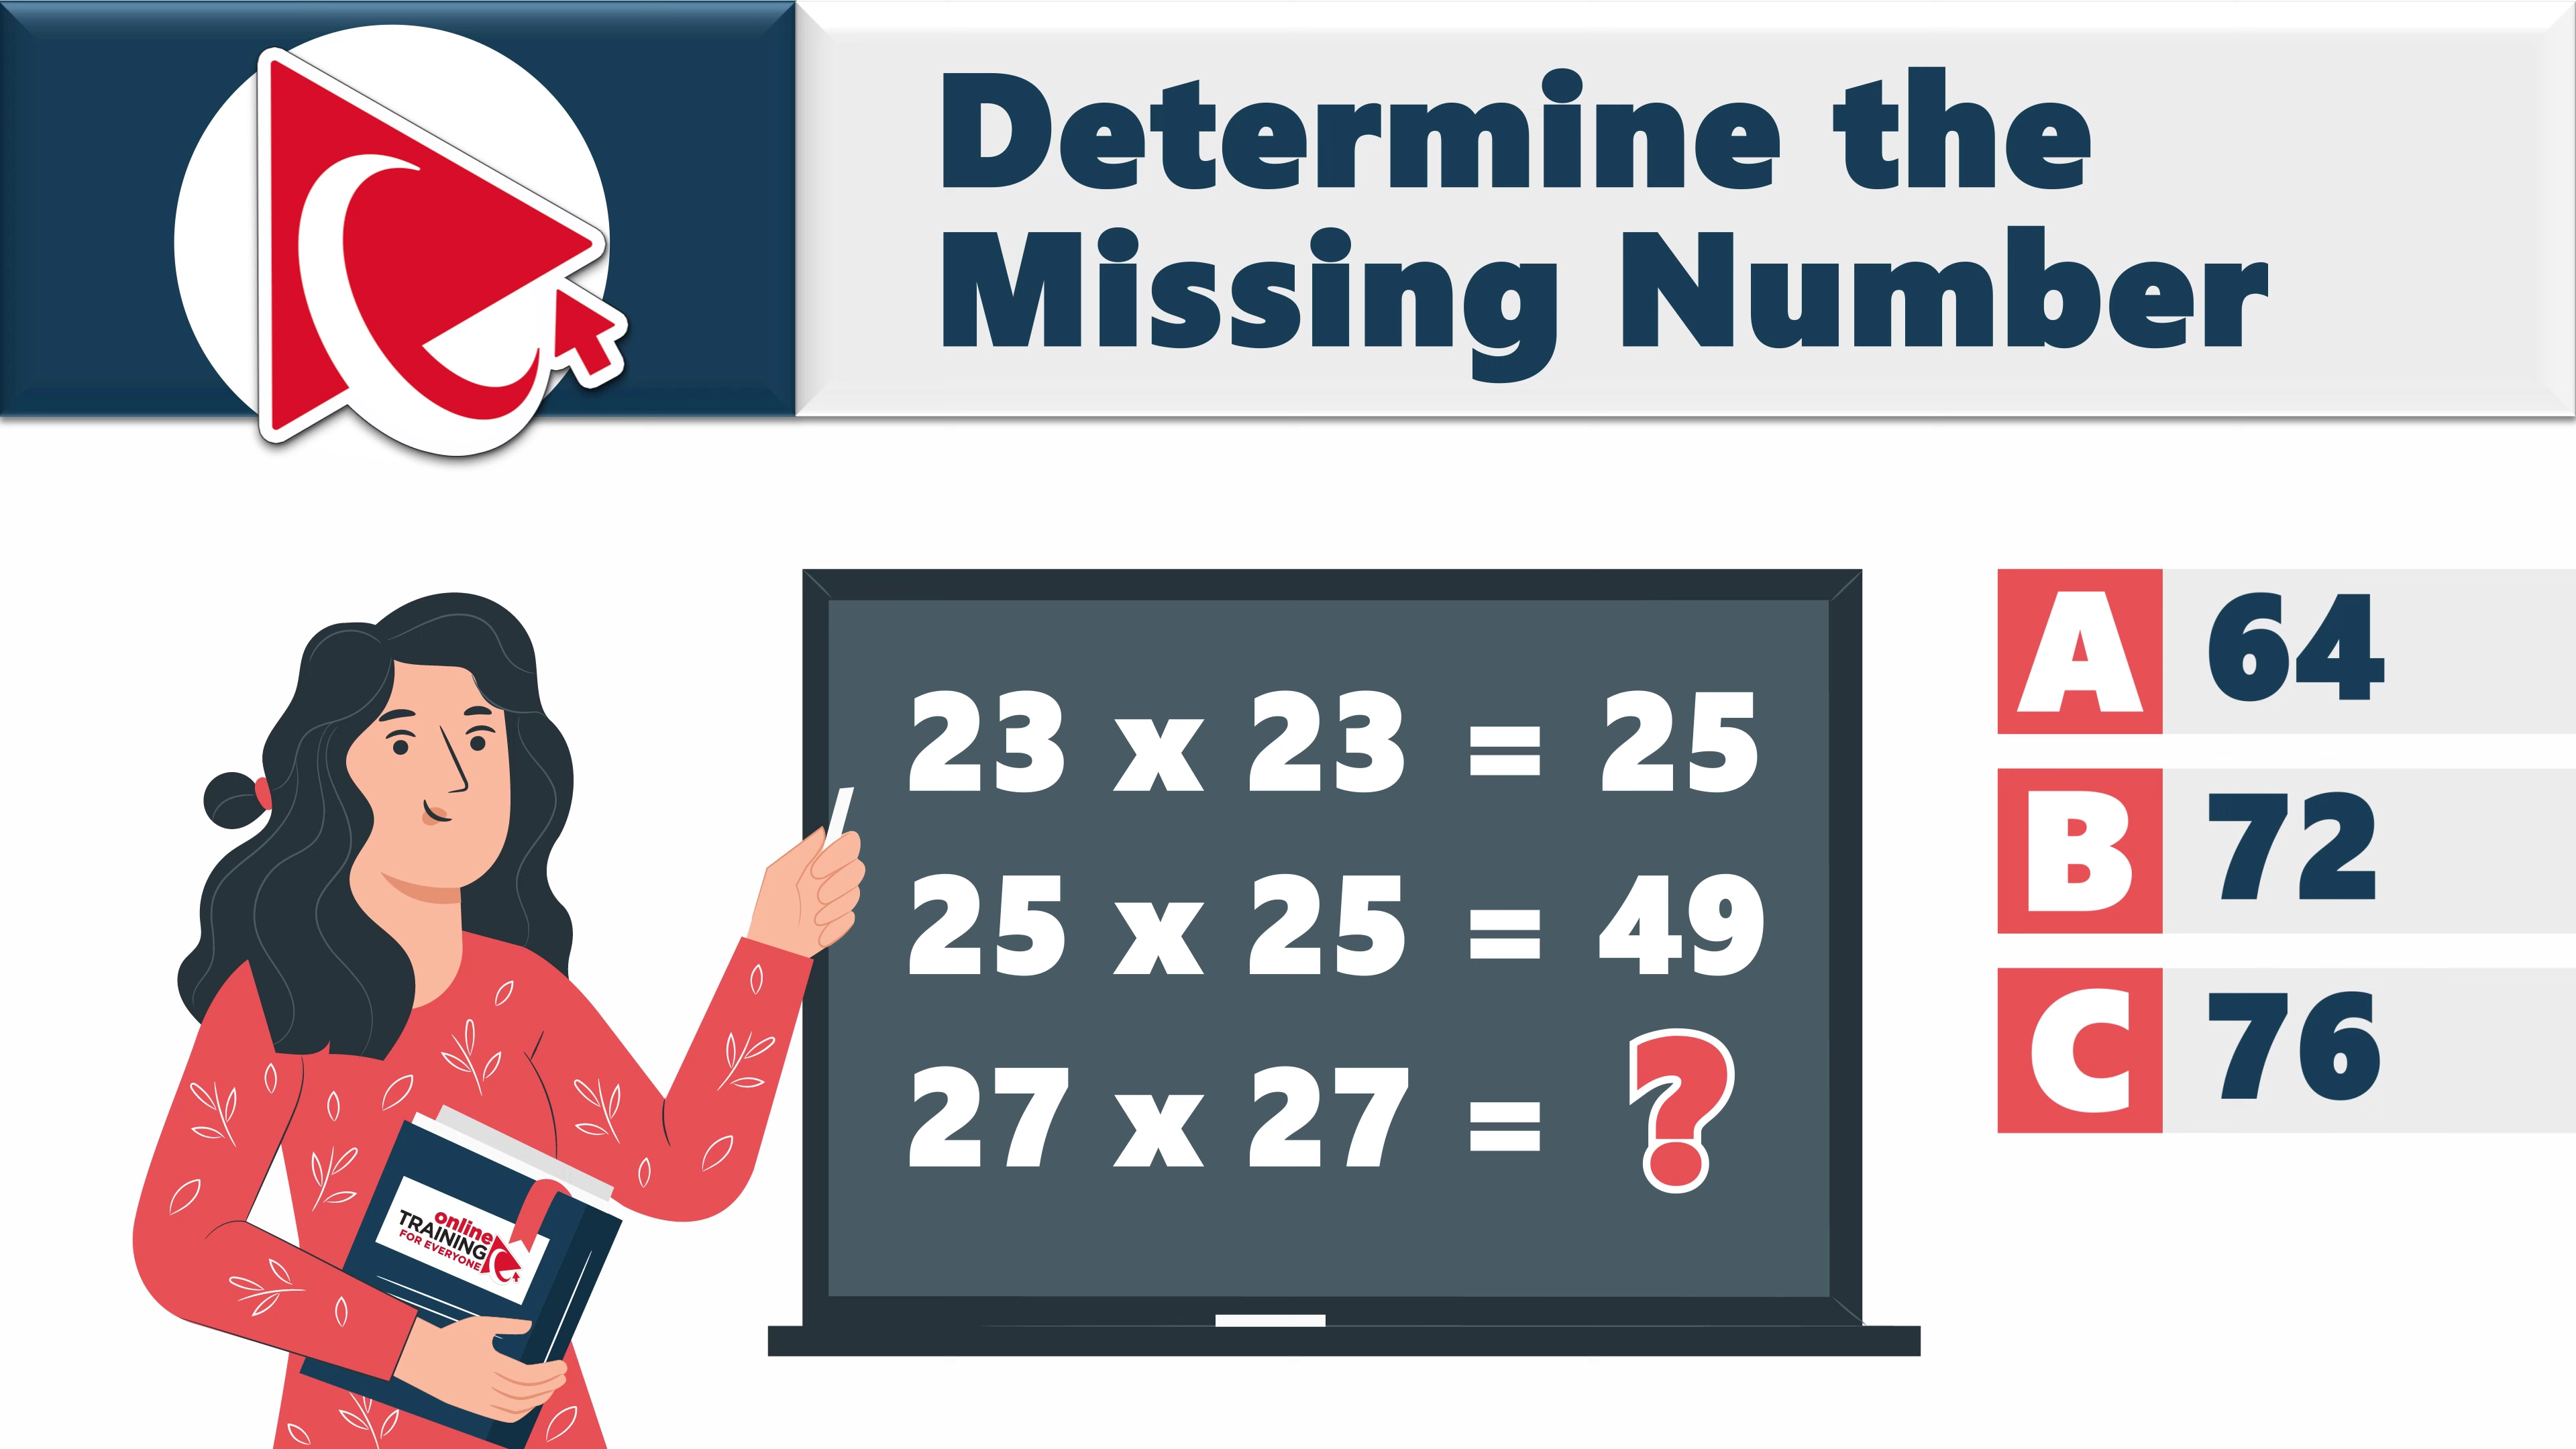 Determine the
Missing Number
23 x 23 = 25
25 x 25 = 49
27 x 27 = ?
A 64
B 72
C 76
online
TRAINING
FOR EVERYONE